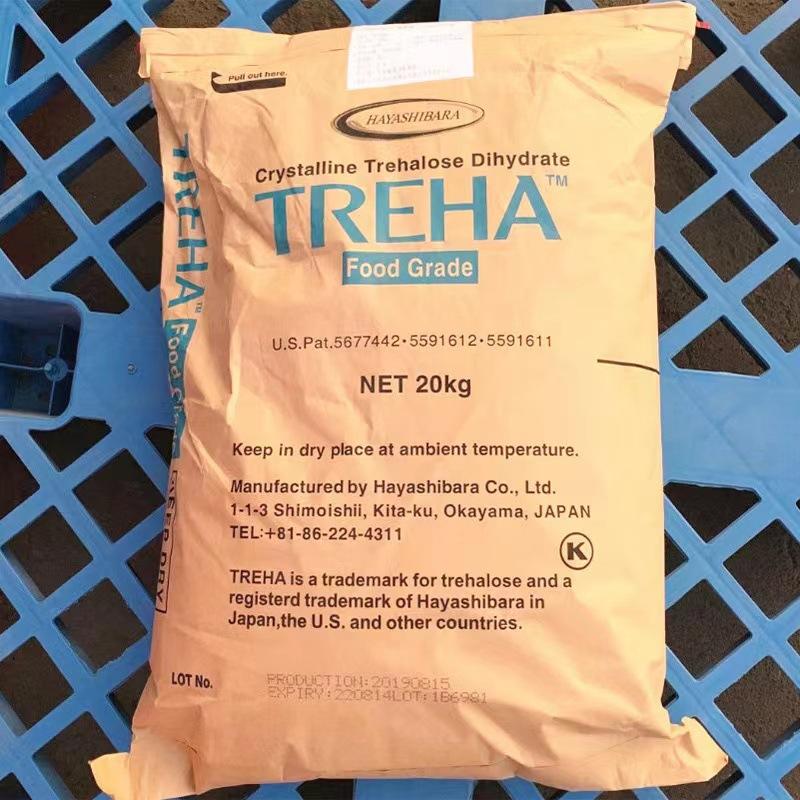 Pull out here.
HAYASHIBARA
Crystalline Trehalose Dihydrate
TREHA™
Food Grade
U.S.Pat.5677442・5591612・5591611
NET 20kg
Keep in dry place at ambient temperature.
Manufactured by Hayashibara Co., Ltd.
1-1-3 Shimoishii, Kita-ku, Okayama, JAPAN
TEL:+81-86-224-4311
K
TREHA is a trademark for trehalose and a
registerd trademark of Hayashibara in
Japan,the U.S. and other countries.
LOT No.
PRODUCTION:20190815
EXPIRY:220814LOT:1B6981
TREHA™
Food
KEEP DRY